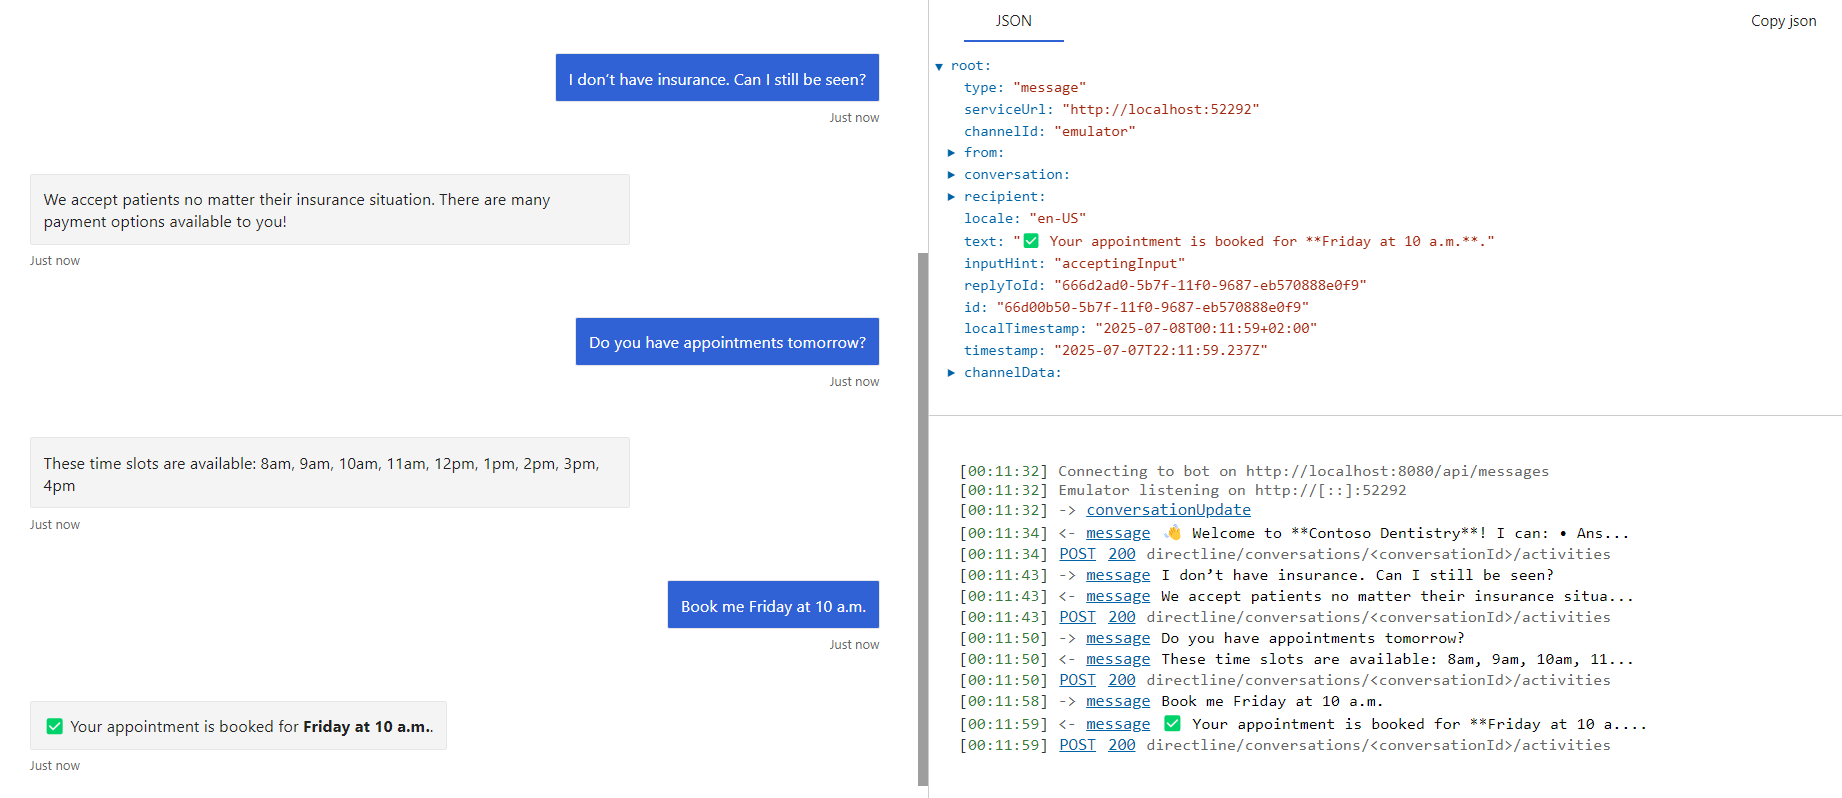 I don’t have insurance. Can I still be seen?
Just now
We accept patients no matter their insurance situation. There are many
payment options available to you!
Just now
Do you have appointments tomorrow?
Just now
These time slots are available: 8am, 9am, 10am, 11am, 12pm, 1pm, 2pm, 3pm,
4pm
Just now
Book me Friday at 10 a.m.
Just now
✅ Your appointment is booked for Friday at 10 a.m..
Just now
JSON
Copy json
▼ root:
type: "message"
serviceUrl: "http://localhost:52292"
channelId: "emulator"
▶ from:
▶ conversation:
▶ recipient:
locale: "en-US"
text: "✅ Your appointment is booked for **Friday at 10 a.m.**."
inputHint: "acceptingInput"
replyToId: "666d2ad0-5b7f-11f0-9687-eb570888e0f9"
id: "66d00b50-5b7f-11f0-9687-eb570888e0f9"
localTimestamp: "2025-07-08T00:11:59+02:00"
timestamp: "2025-07-07T22:11:59.237Z"
▶ channelData:
[00:11:32] Connecting to bot on http://localhost:8080/api/messages
[00:11:32] Emulator listening on http://[::]:52292
[00:11:32] -> conversationUpdate
[00:11:34] <- message 👋 Welcome to **Contoso Dentistry**! I can: • Ans...
[00:11:34] POST 200 directline/conversations/<conversationId>/activities
[00:11:43] -> message I don’t have insurance. Can I still be seen?
[00:11:43] <- message We accept patients no matter their insurance situa...
[00:11:43] POST 200 directline/conversations/<conversationId>/activities
[00:11:50] -> message Do you have appointments tomorrow?
[00:11:50] <- message These time slots are available: 8am, 9am, 10am, 11...
[00:11:50] POST 200 directline/conversations/<conversationId>/activities
[00:11:58] -> message Book me Friday at 10 a.m.
[00:11:59] <- message ✅ Your appointment is booked for **Friday at 10 a....
[00:11:59] POST 200 directline/conversations/<conversationId>/activities